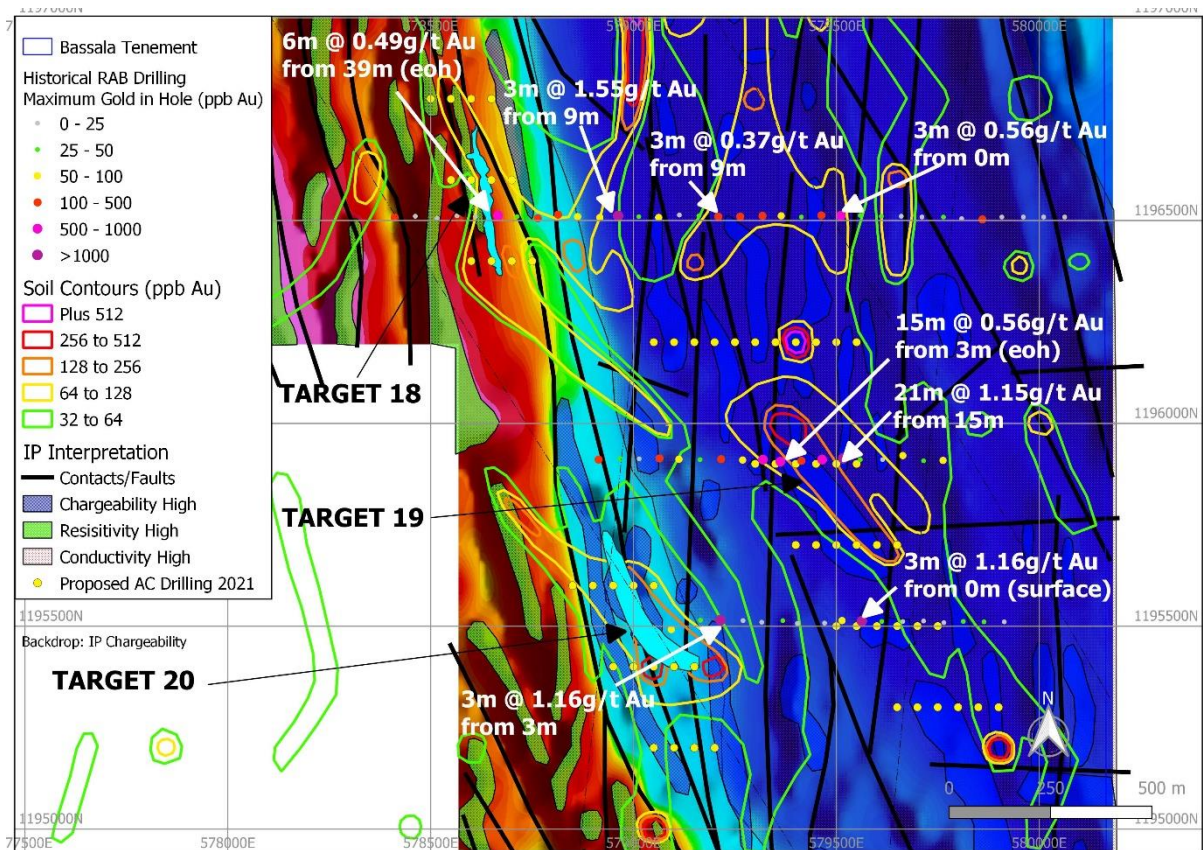 1197000N
578500E
579000E
579500E
580000E
1197000N
Bassala Tenement
Historical RAB Drilling
Maximum Gold in Hole (ppb Au)
0 - 25
25 - 50
50 - 100
100 - 500
500 - 1000
>1000
Soil Contours (ppb Au)
Plus 512
256 to 512
128 to 256
64 to 128
32 to 64
IP Interpretation
Contacts/Faults
Chargeability High
Resisitivity High
Conductivity High
Proposed AC Drilling 2021
Backdrop: IP Chargeability
6m @ 0.49g/t Au
from 39m (eoh)
3m @ 1.55g/t Au
from 9m
3m @ 0.37g/t Au
from 9m
3m @ 0.56g/t Au
from 0m
1196500N
15m @ 0.56g/t Au
from 3m (eoh)
TARGET 18
21m @ 1.15g/t Au
from 15m
1196000N
TARGET 19
3m @ 1.16g/t Au
from 0m (surface)
1195500N
TARGET 20
3m @ 1.16g/t Au
from 3m
N
0
250
500 m
1195000N
77500E
578000E
578500E
579000E
579500E
580000E